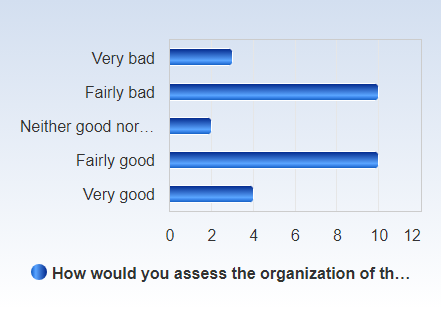 Very bad
Fairly bad
Neither good nor…
Fairly good
Very good
0 2 4 6 8 10 12
How would you assess the organization of th…